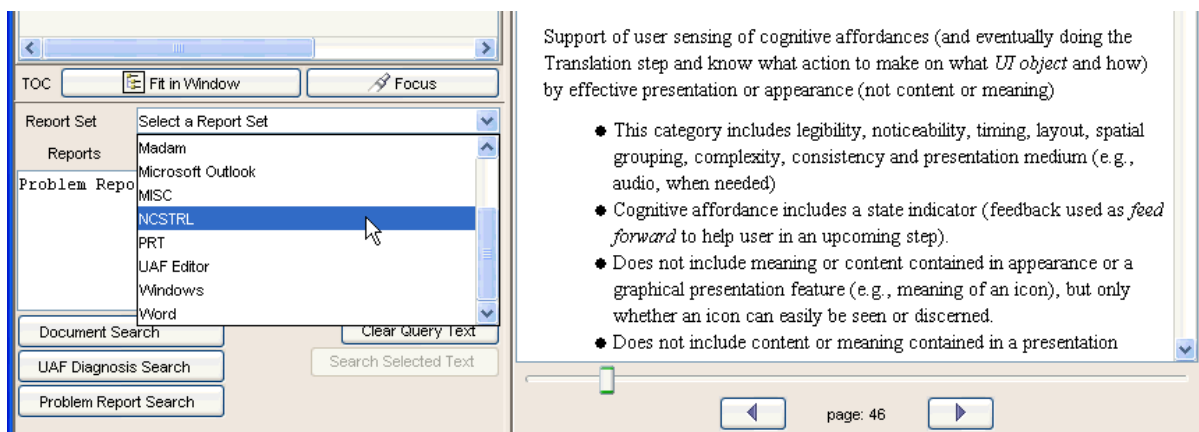 TOC
Fit in Window
Focus
Report Set
Select a Report Set
Reports
Madam
Microsoft Outlook
MISC
NCSTRL
PRT
UAF Editor
Windows
Word
Problem Repo
Document Search
Clear Query Text
UAF Diagnosis Search
Search Selected Text
Problem Report Search
Support of user sensing of cognitive affordances (and eventually doing the
Translation step and know what action to make on what UI object and how)
by effective presentation or appearance (not content or meaning)
● This category includes legibility, noticeability, timing, layout, spatial
grouping, complexity, consistency and presentation medium (e.g.,
audio, when needed)
● Cognitive affordance includes a state indicator (feedback used as feed
forward to help user in an upcoming step).
● Does not include meaning or content contained in appearance or a
graphical presentation feature (e.g., meaning of an icon), but only
whether an icon can easily be seen or discerned.
● Does not include content or meaning contained in a presentation
page: 46